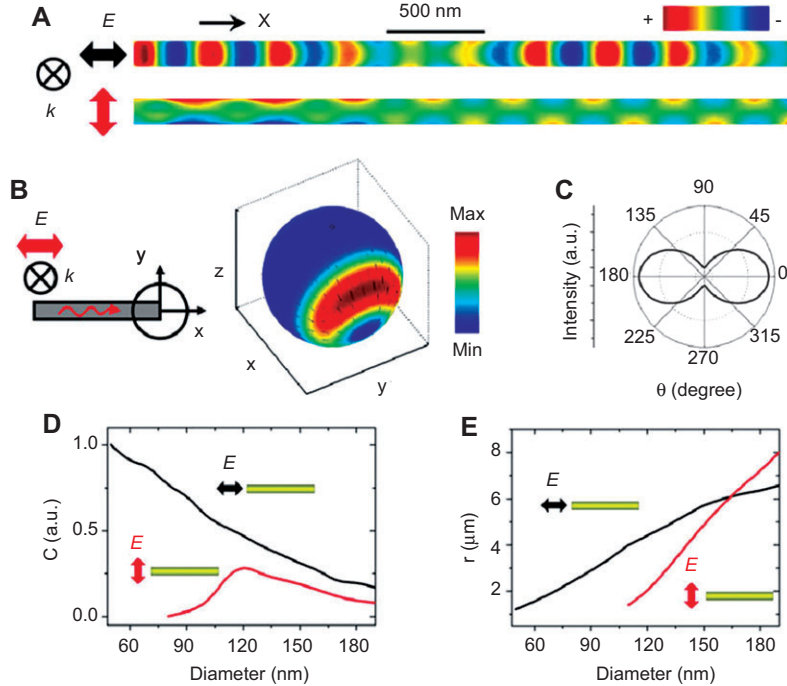 A
E
X
500 nm
+
-
k
B
E
k
y
x
z
x
y
Max
Min
C
Intensity (a.u.)
90
135
45
180
0
225
315
270
θ (degree)
D
C (a.u.)
1.0
0.5
0.0
E
E
60
90
120
150
180
Diameter (nm)
E
r (μm)
8
6
4
2
E
E
60
90
120
150
180
Diameter (nm)